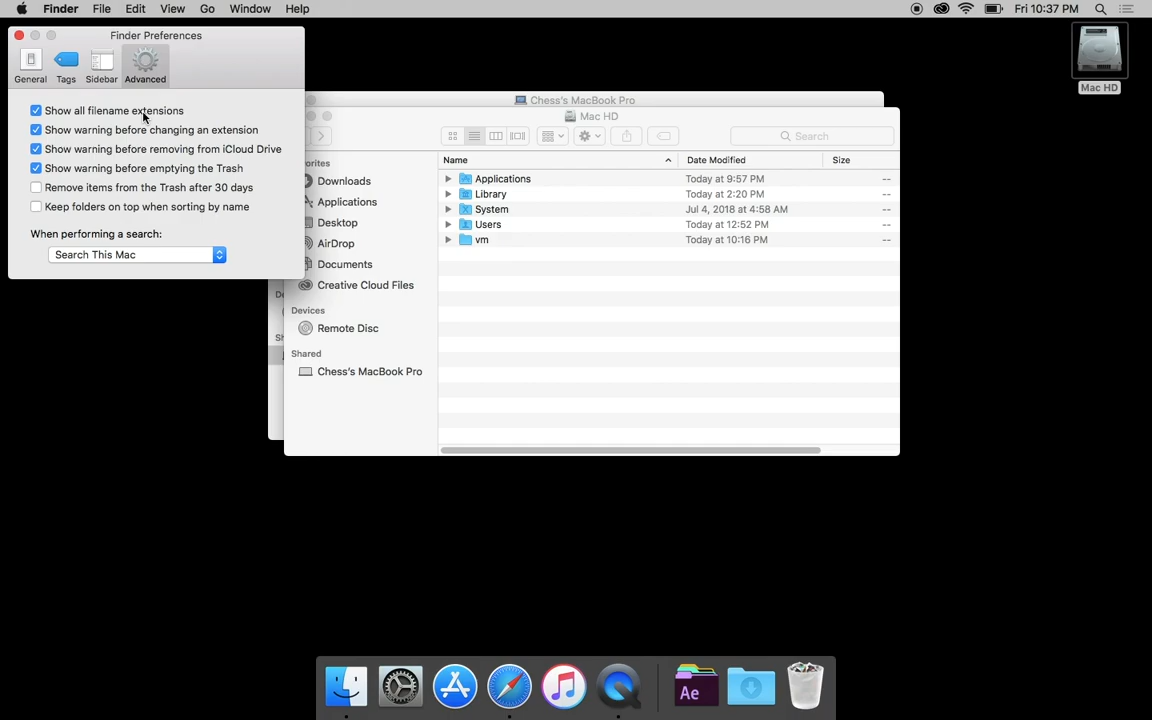 Finder File Edit View Go Window Help Fri 10:37 PM
Finder Preferences
General Tags Sidebar Advanced
Show all filename extensions
Show warning before changing an extension
Show warning before removing from iCloud Drive
Show warning before emptying the Trash
Remove items from the Trash after 30 days
Keep folders on top when sorting by name
When performing a search:
Search This Mac
Mac HD
Chess's MacBook Pro
Mac HD
Search
orites
Downloads
Applications
Desktop
AirDrop
Documents
Creative Cloud Files
Devices
Remote Disc
Shared
Chess's MacBook Pro
Name Date Modified Size
Applications Today at 9:57 PM --
Library Today at 2:20 PM --
System Jul 4, 2018 at 4:58 AM --
Users Today at 12:52 PM --
vm Today at 10:16 PM --
De
Sh
Ae